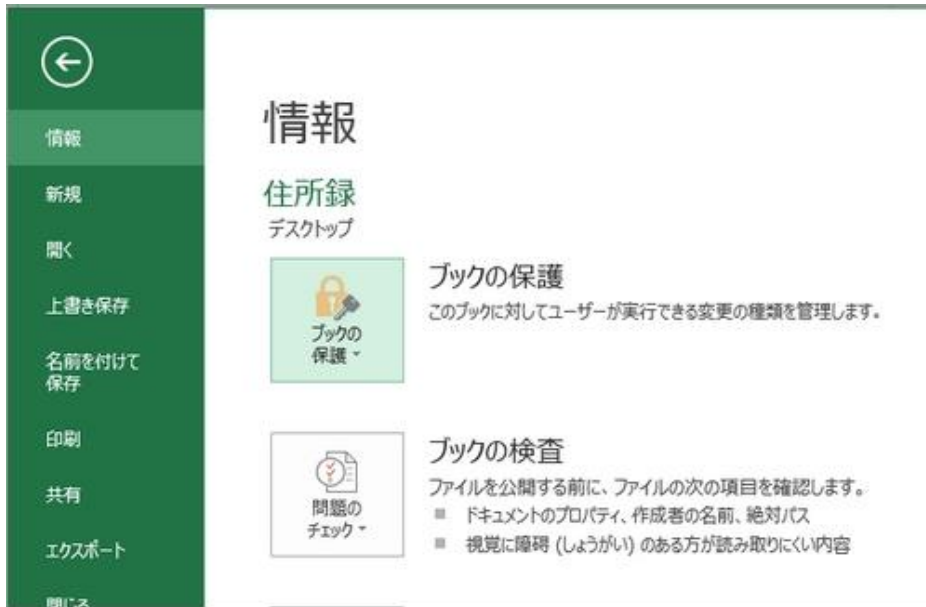 情報
新規
開く
上書き保存
名前を付けて
保存
印刷
共有
エクスポート
閉じる
情報
住所録
デスクトップ
ブックの
保護
ブックの保護
このブックに対してユーザーが実行できる変更の種類を管理します。
問題の
チェック
ブックの検査
ファイルを公開する前に、ファイルの次の項目を確認します。
ドキュメントのプロパティ、作成者の名前、絶対パス
視覚に障碍 (しょうがい) のある方が読み取りにくい内容